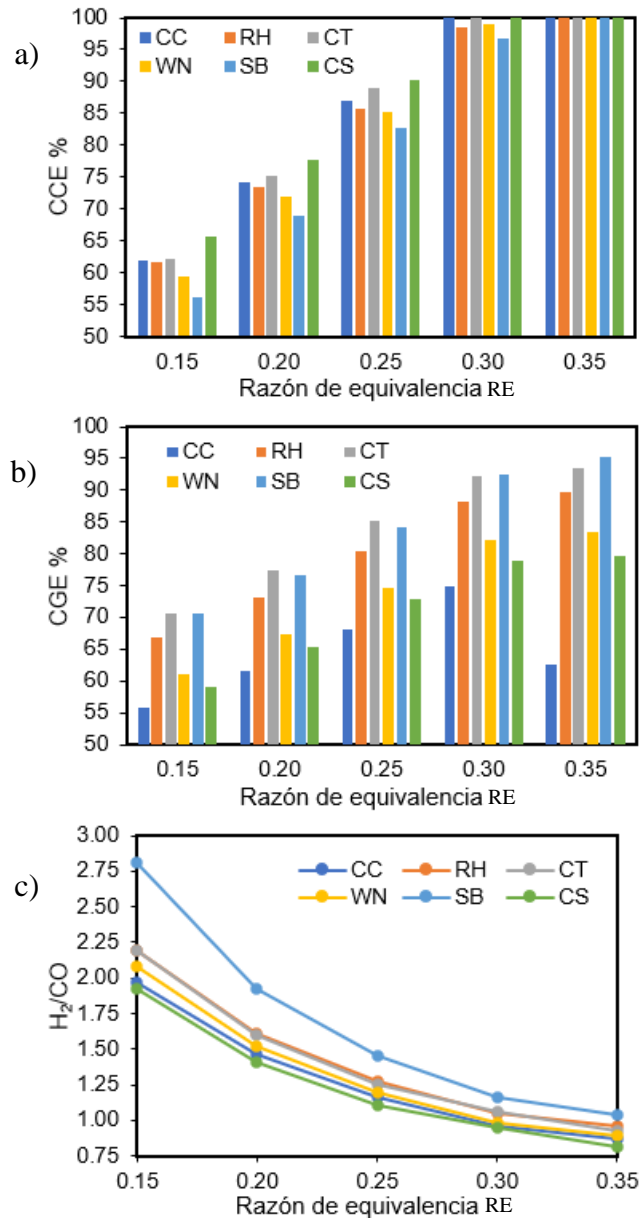 a)
CCE %
100
95
90
85
80
75
70
65
60
55
50
CC RH CT
WN SB CS
0.15 0.20 0.25 0.30 0.35
Razón de equivalencia RE
b)
CGE %
100
95
90
85
80
75
70
65
60
55
50
CC RH CT
WN SB CS
0.15 0.20 0.25 0.30 0.35
Razón de equivalencia RE
c)
H₂/CO
3.00
2.75
2.50
2.25
2.00
1.75
1.50
1.25
1.00
0.75
CC RH CT
WN SB CS
0.15 0.20 0.25 0.30 0.35
Razón de equivalencia RE